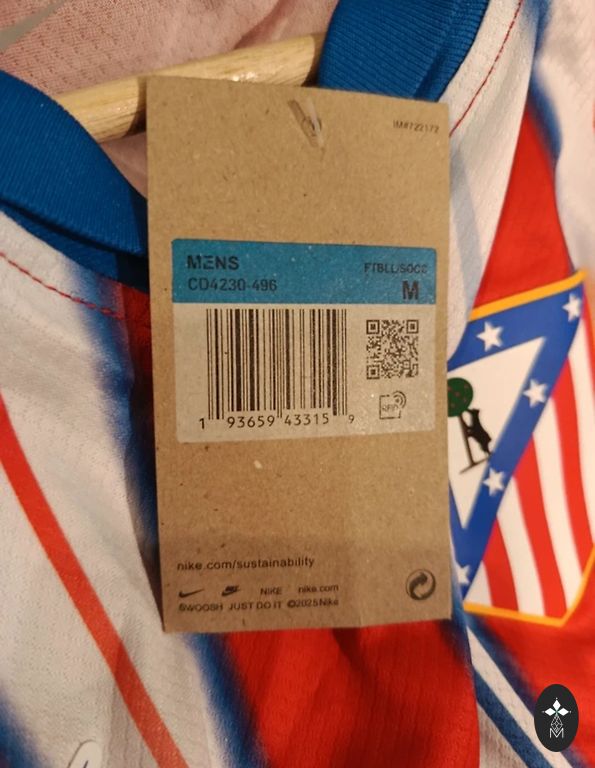 IM#722172
MENS
FTBLL/SOCC
CD4230-496
M
1 93659 43315 9
RFID
nike.com/sustainability
NIKE nike.com
SWOOSH JUST DO IT ©2025Nike
M